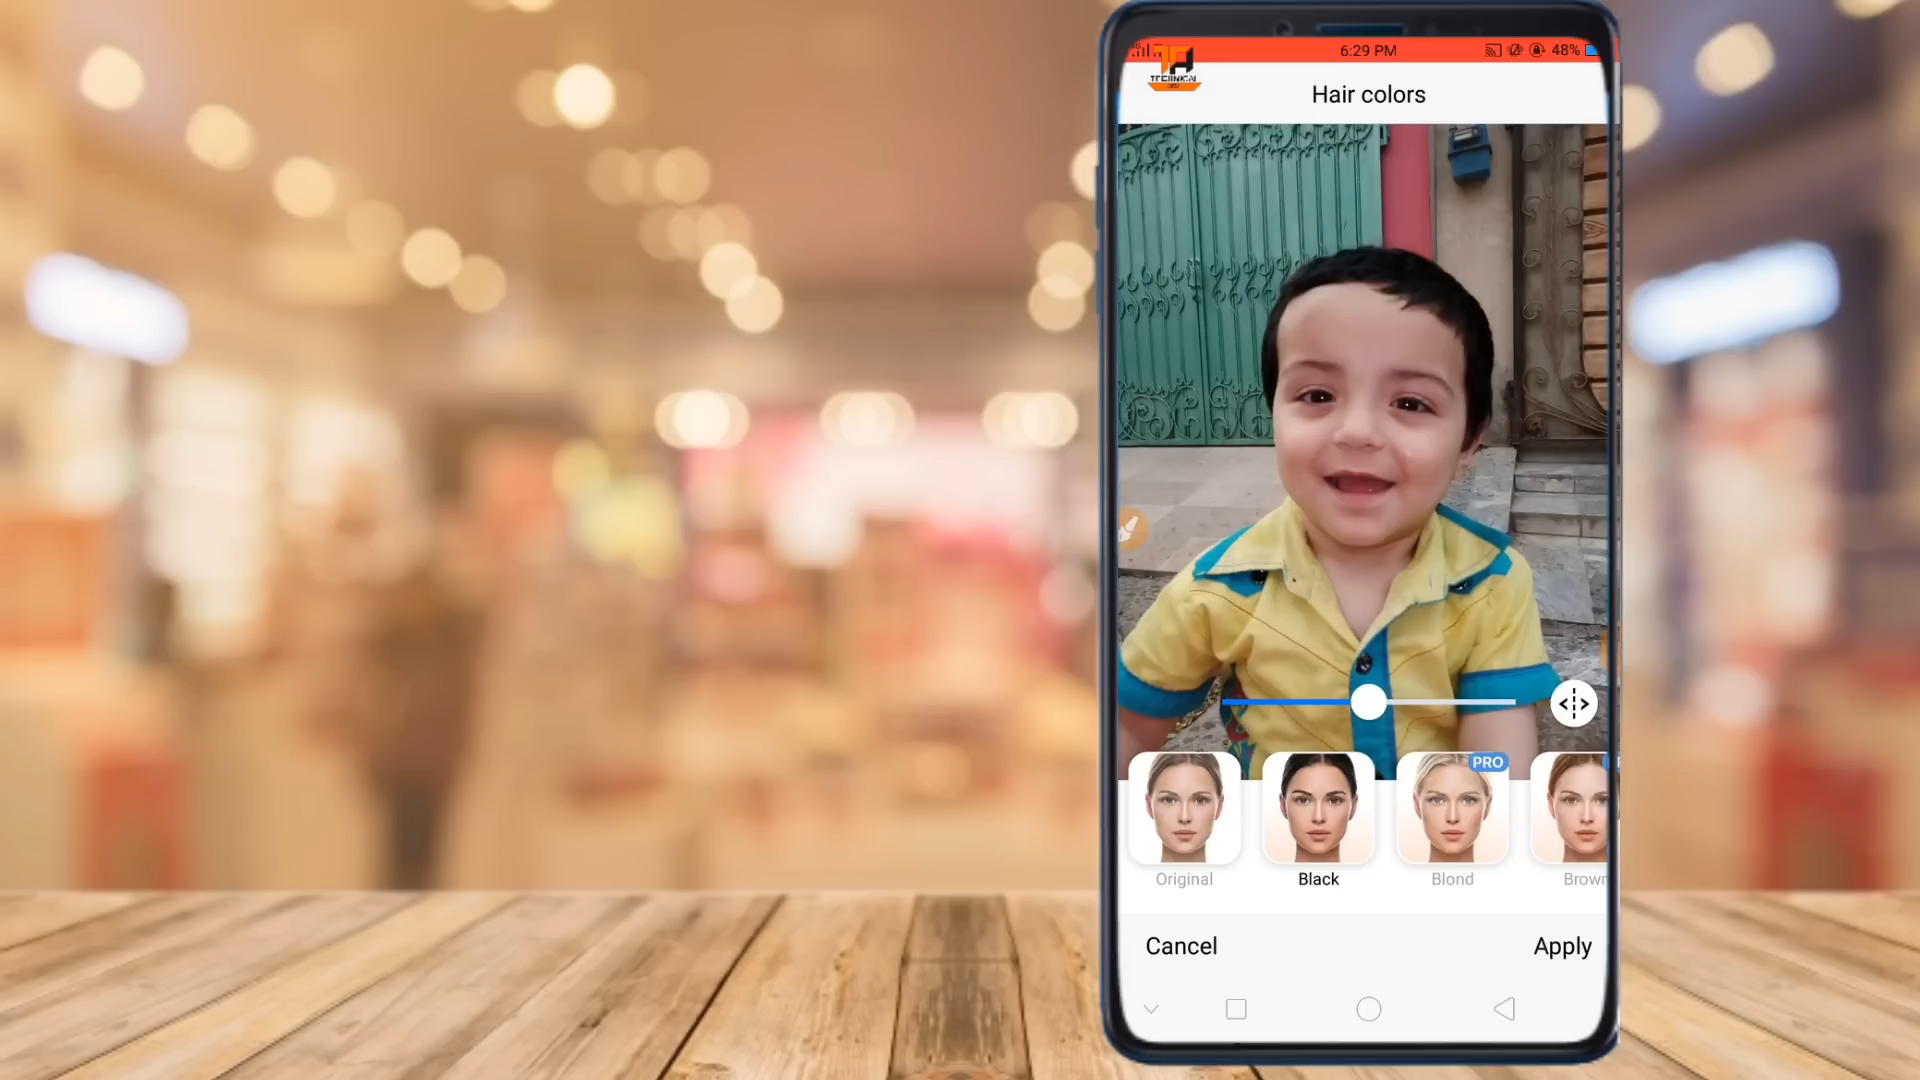 6:29 PM
48%
Hair colors
PRO
Original
Black
Blond
Brown
Cancel
Apply